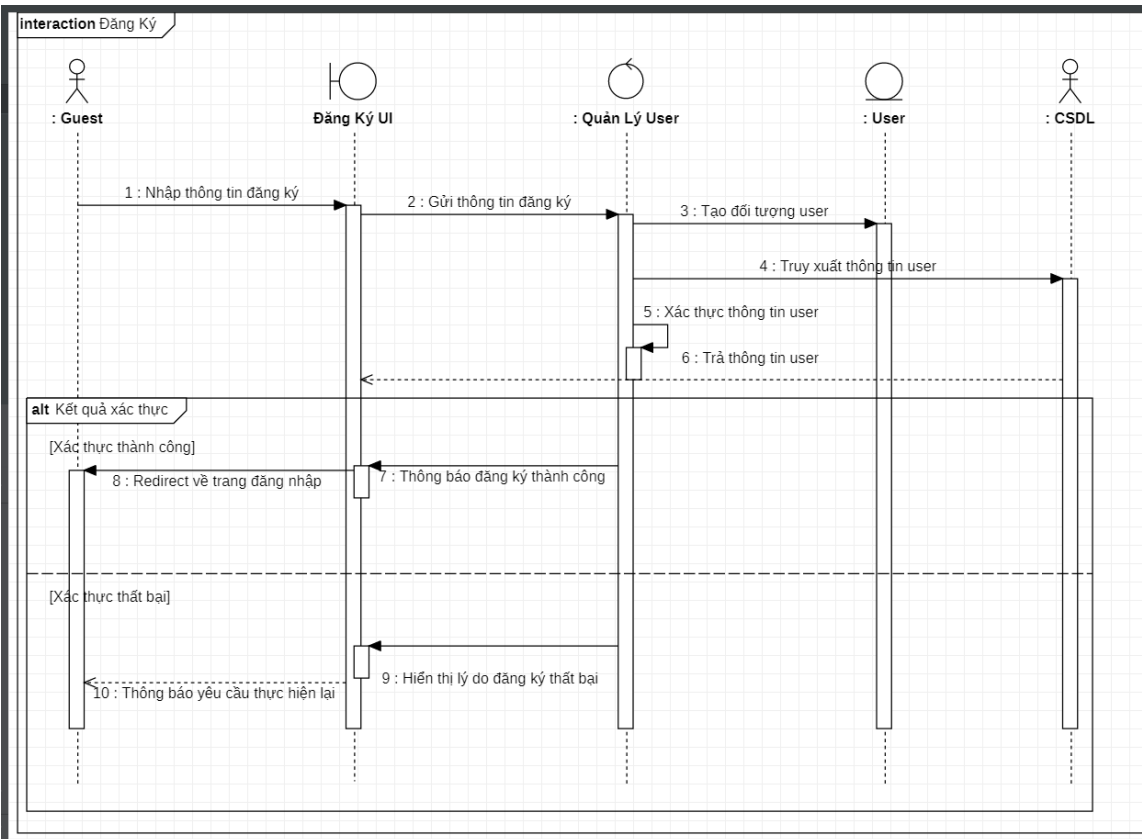 interaction Đăng Ký
: Guest
Đăng Ký UI
: Quản Lý User
: User
: CSDL
1 : Nhập thông tin đăng ký
2 : Gửi thông tin đăng ký
3 : Tạo đối tượng user
4 : Truy xuất thông tin user
5 : Xác thực thông tin user
6 : Trả thông tin user
alt Kết quả xác thực
[Xác thực thành công]
7 : Thông báo đăng ký thành công
8 : Redirect về trang đăng nhập
[Xác thực thất bại]
9 : Hiển thị lý do đăng ký thất bại
10 : Thông báo yêu cầu thực hiện lại